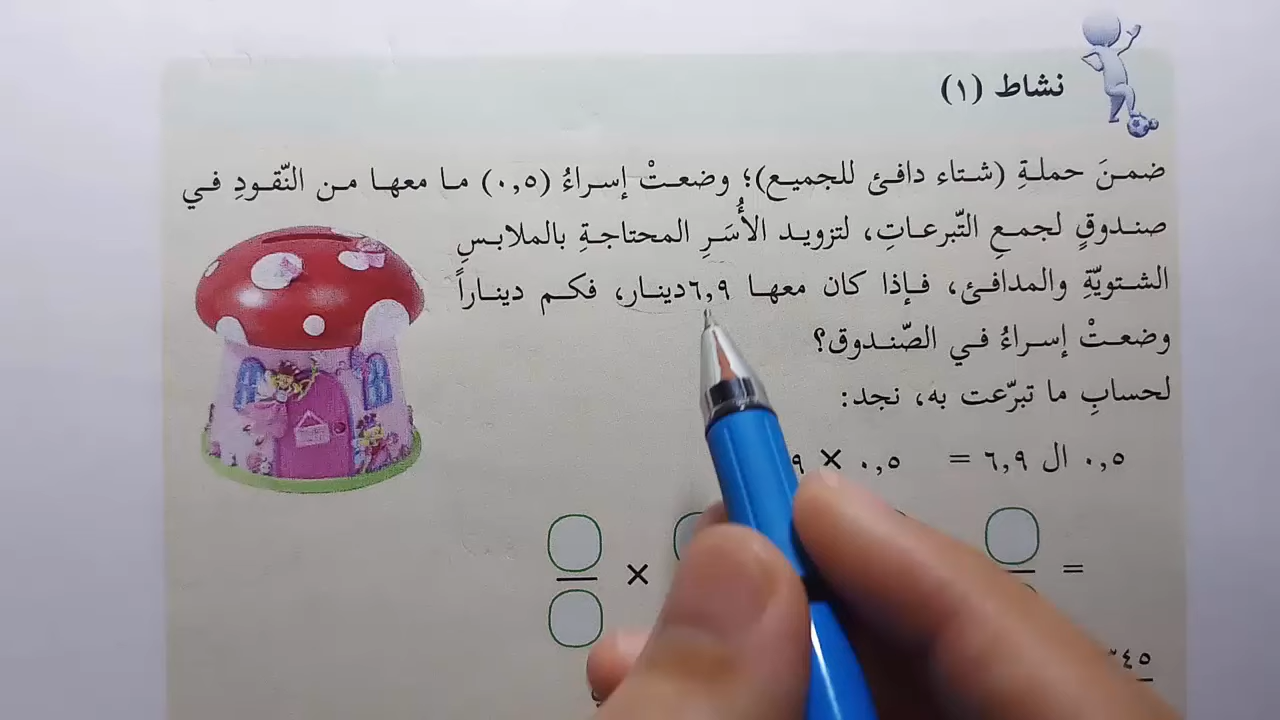 نشاط (١)
ضمنَ حملةِ (شتاء دافئ للجميع)؛ وضعتْ إسراءُ (٠,٥) ما معها من النّقودِ في
صندوقٍ لجمعِ التّبرعاتِ، لتزويد الأُسَرِ المحتاجةِ بالملابسِ
الشتويّةِ والمدافئ، فإذا كان معها ٦,٩دينار، فكم ديناراً
وضعتْ إسراءُ في الصّندوق؟
لحسابِ ما تبرّعت به، نجد:
٠,٥ ال ٦,٩ = ٠,٥ × ٩
= ×
٣٤٥